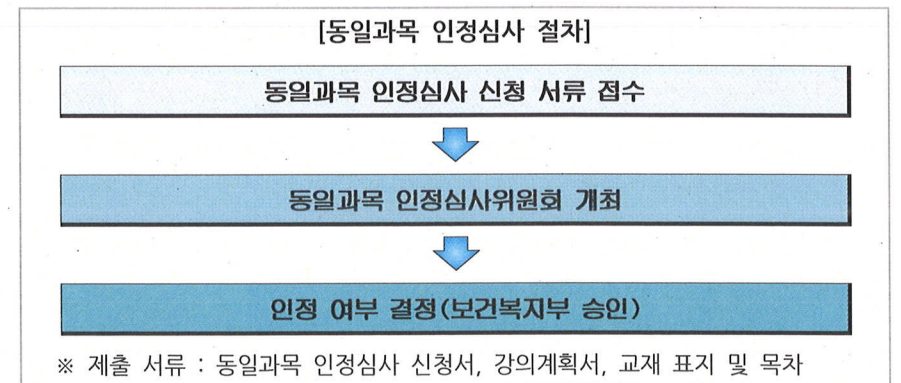 [동일과목 인정심사 절차]
동일과목 인정심사 신청 서류 접수
동일과목 인정심사위원회 개최
인정 여부 결정(보건복지부 승인)
※ 제출 서류 : 동일과목 인정심사 신청서, 강의계획서, 교재 표지 및 목차